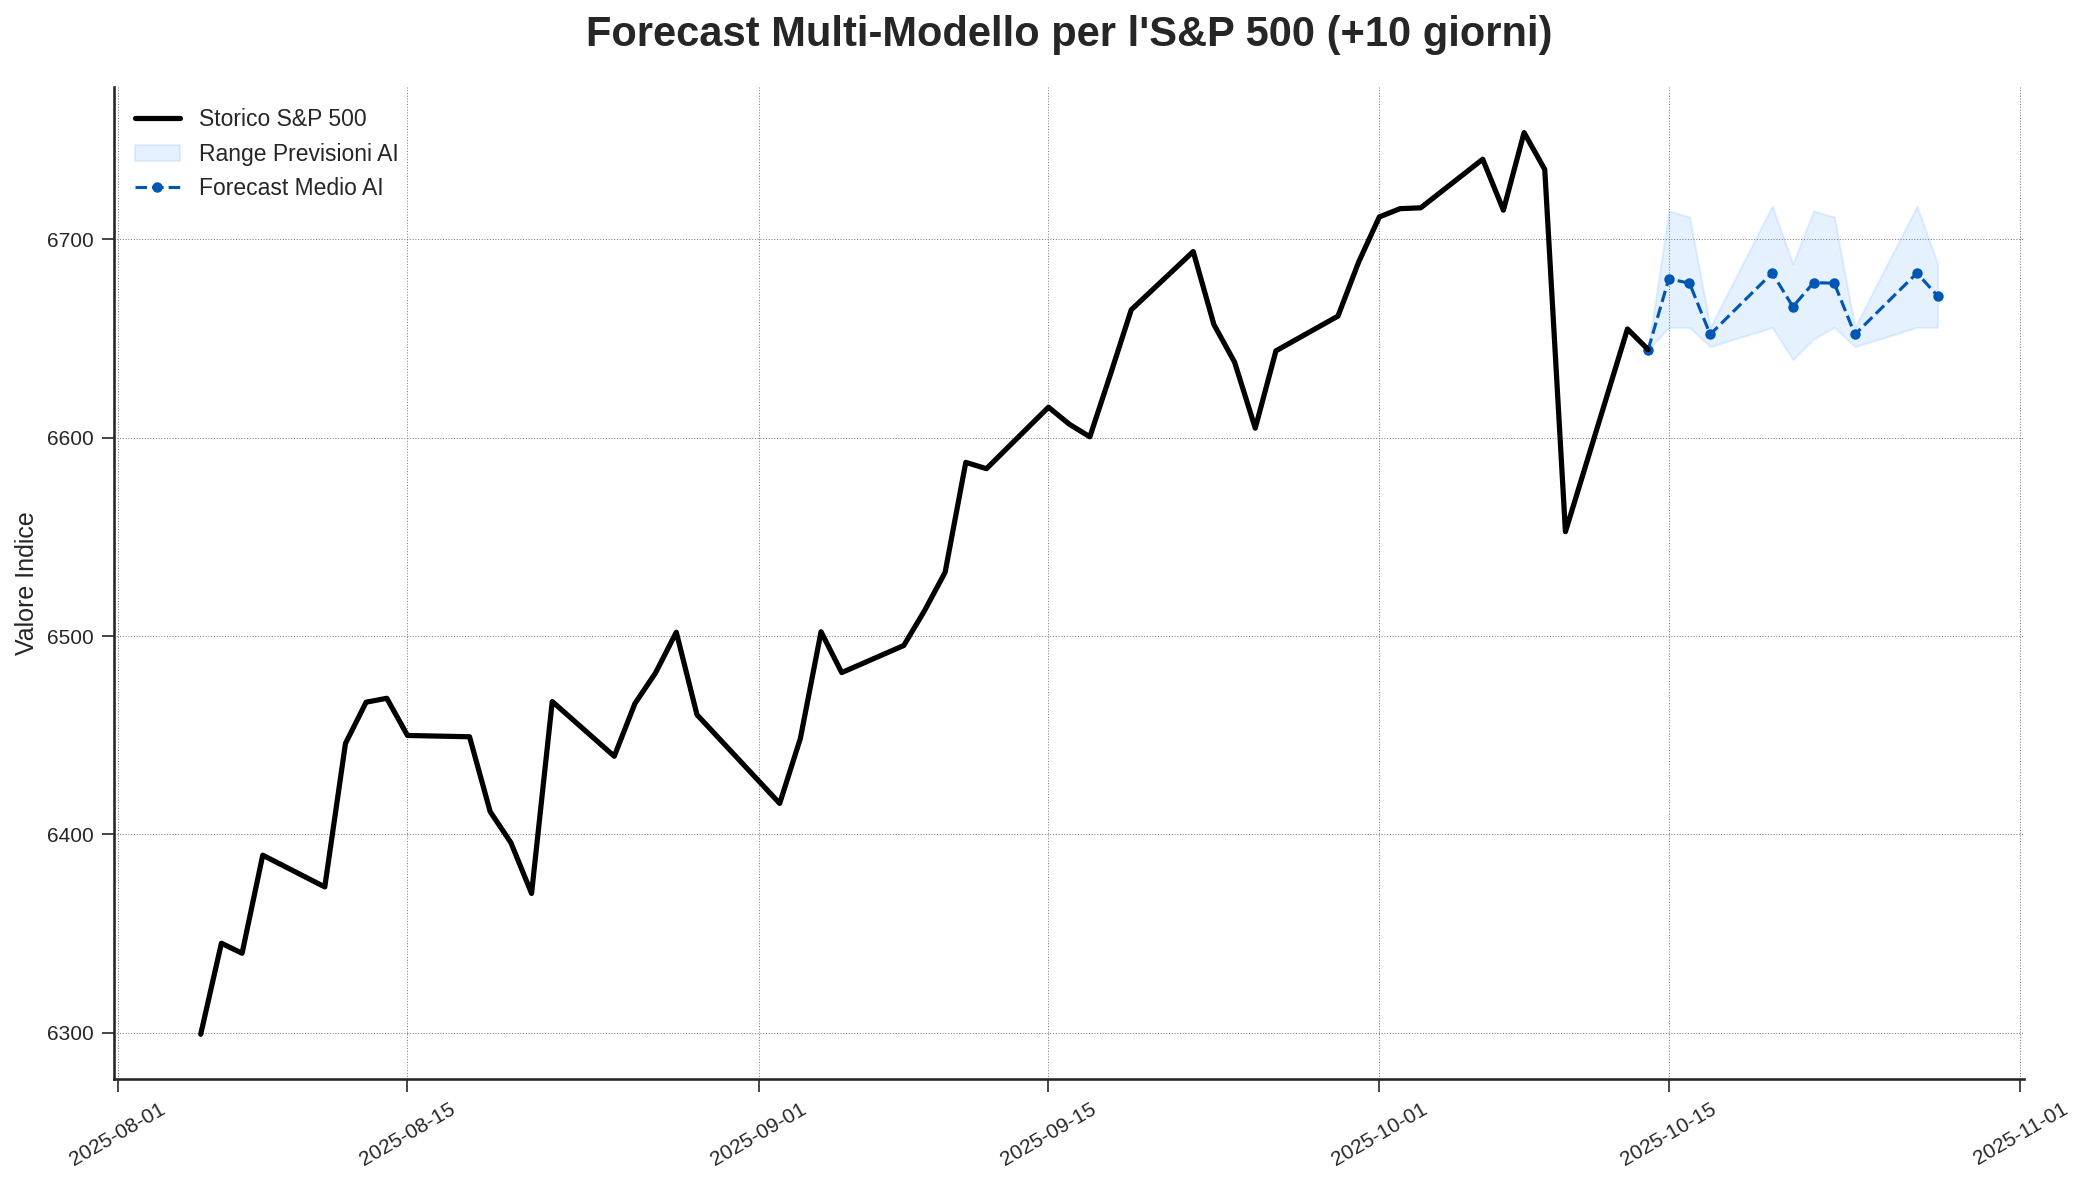 Forecast Multi-Modello per l'S&P 500 (+10 giorni)
Storico S&P 500
Range Previsioni AI
Forecast Medio AI
Valore Indice
6700
6600
6500
6400
6300
2025-08-01
2025-08-15
2025-09-01
2025-09-15
2025-10-01
2025-10-15
2025-11-01